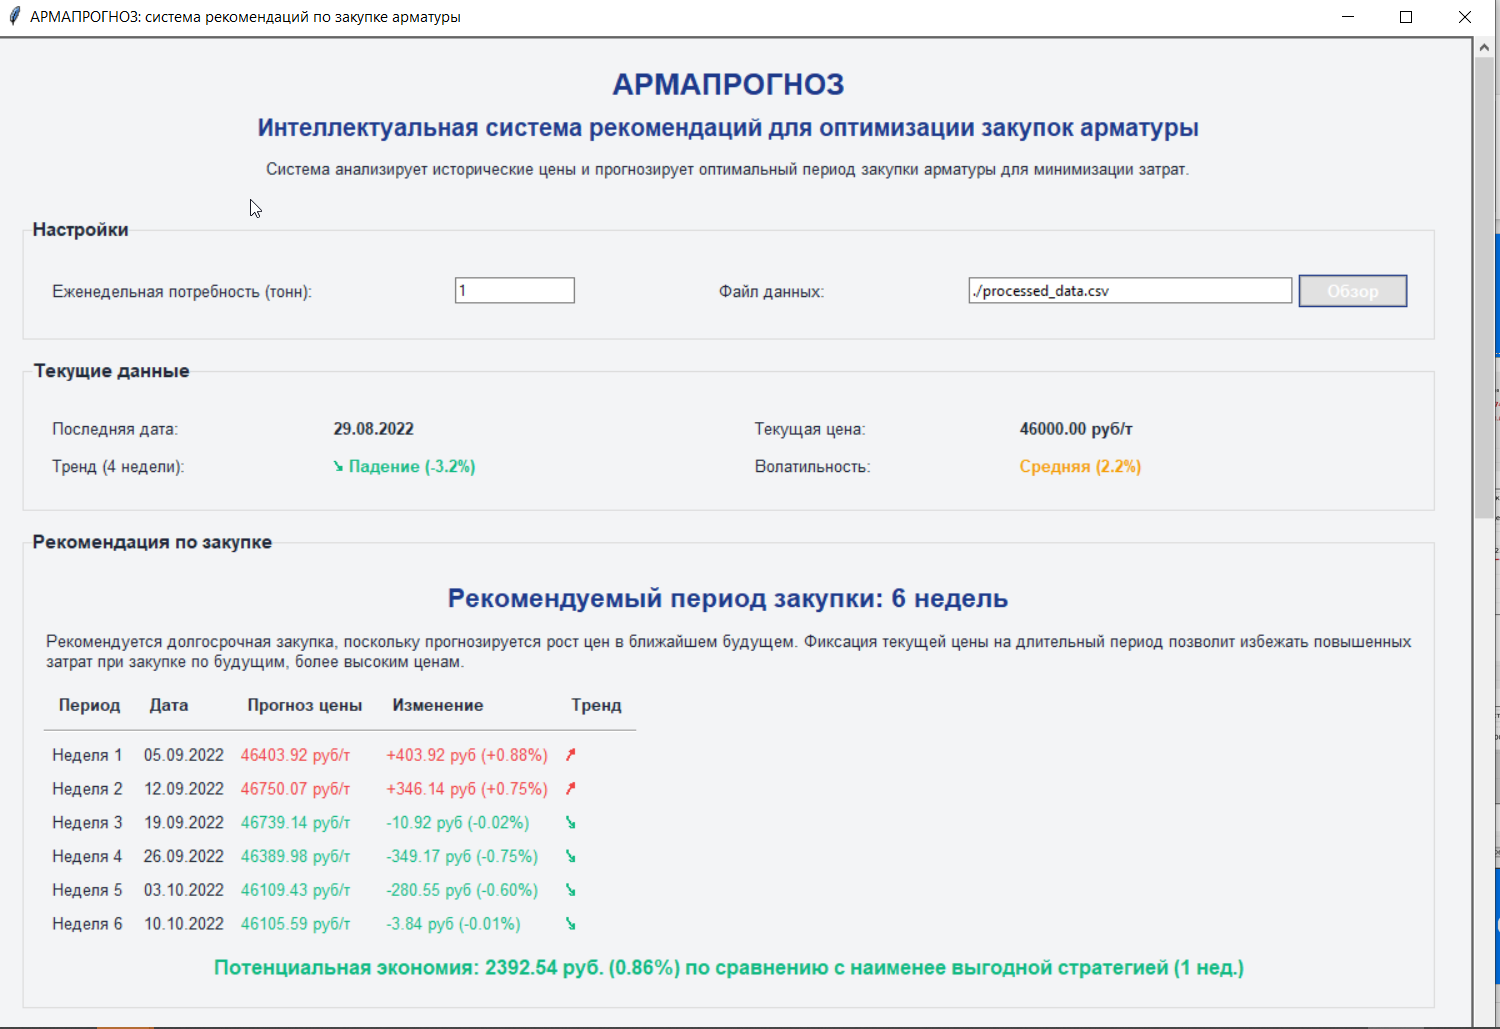 АРМАПРОГНОЗ: система рекомендаций по закупке арматуры
АРМАПРОГНОЗ
Интеллектуальная система рекомендаций для оптимизации закупок арматуры
Система анализирует исторические цены и прогнозирует оптимальный период закупки арматуры для минимизации затрат.
Настройки
Еженедельная потребность (тонн): 1 Файл данных: ./processed_data.csv Обзор
Текущие данные
Последняя дата: 29.08.2022 Текущая цена: 46000.00 руб/т
Тренд (4 недели): ↘ Падение (-3.2%) Волатильность: Средняя (2.2%)
Рекомендация по закупке
Рекомендуемый период закупки: 6 недель
Рекомендуется долгосрочная закупка, поскольку прогнозируется рост цен в ближайшем будущем. Фиксация текущей цены на длительный период позволит избежать повышенных
затрат при закупке по будущим, более высоким ценам.
Период Дата Прогноз цены Изменение Тренд
Неделя 1 05.09.2022 46403.92 руб/т +403.92 руб (+0.88%) ↗
Неделя 2 12.09.2022 46750.07 руб/т +346.14 руб (+0.75%) ↗
Неделя 3 19.09.2022 46739.14 руб/т -10.92 руб (-0.02%) ↘
Неделя 4 26.09.2022 46389.98 руб/т -349.17 руб (-0.75%) ↘
Неделя 5 03.10.2022 46109.43 руб/т -280.55 руб (-0.60%) ↘
Неделя 6 10.10.2022 46105.59 руб/т -3.84 руб (-0.01%) ↘
Потенциальная экономия: 2392.54 руб. (0.86%) по сравнению с наименее выгодной стратегией (1 нед.)